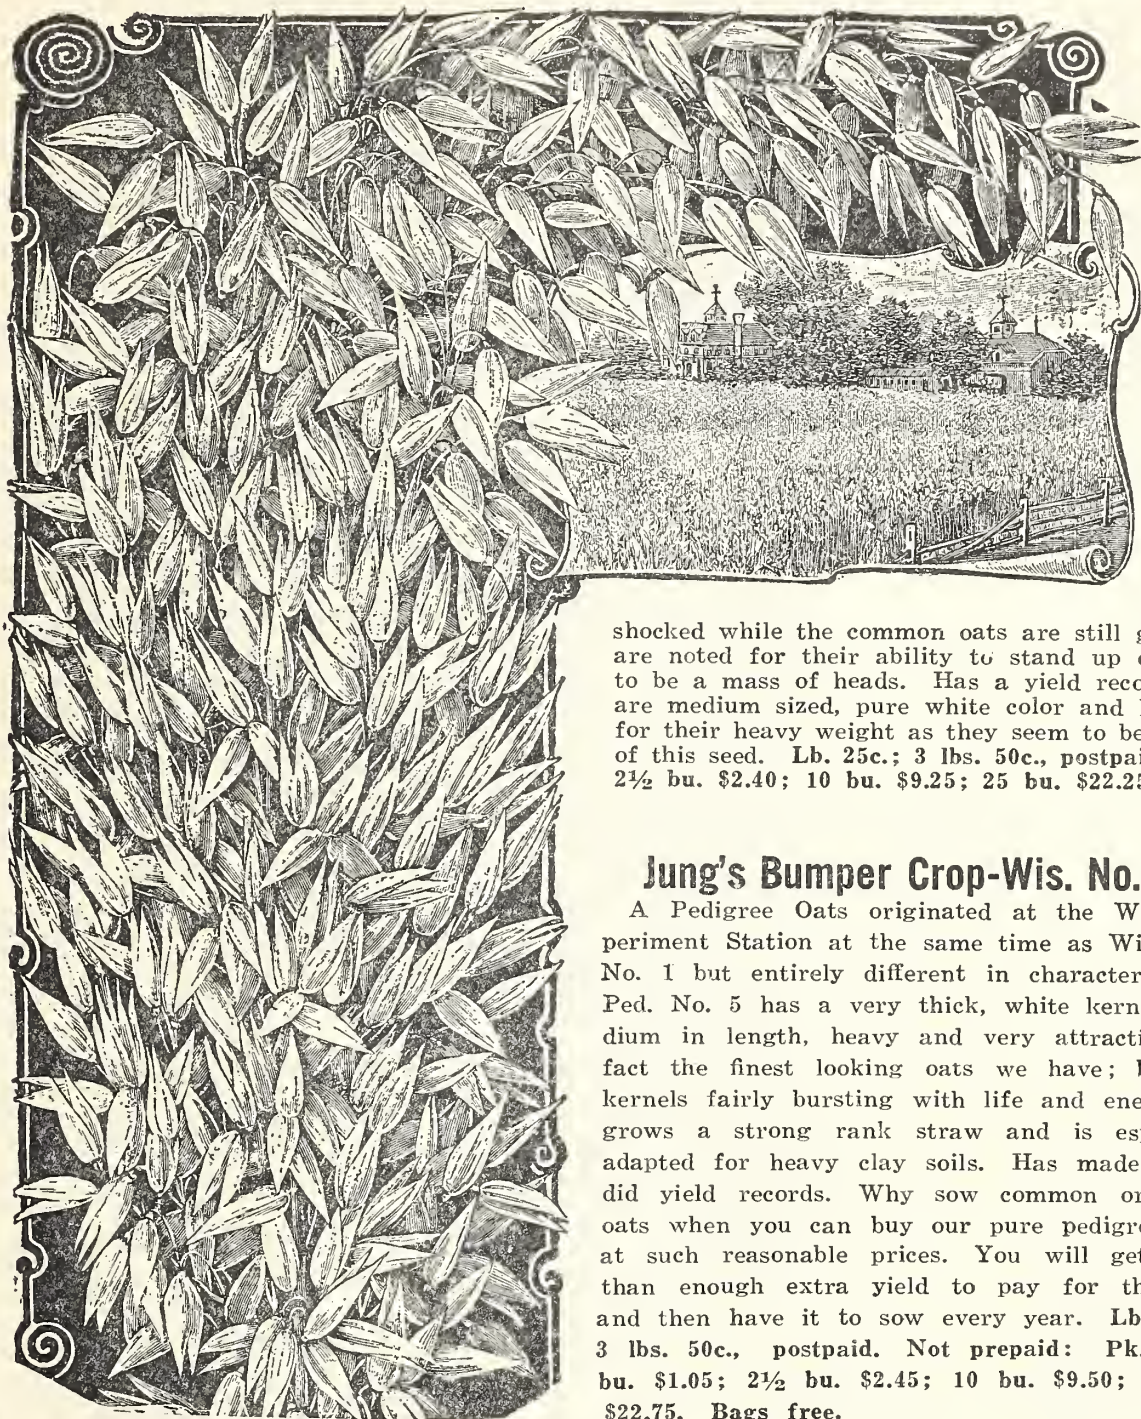 shocked while the common oats are still
are noted for their ability to stand up
to be a mass of heads. Has a yield reco
are medium sized, pure white color and
for their heavy weight as they seem to be
of this seed. Lb. 25c.; 3 lbs. 50c., postpai
2½ bu. $2.40; 10 bu. $9.25; 25 bu. $22.25
Jung's Bumper Crop-Wis. No.
A Pedigree Oats originated at the W
periment Station at the same time as Wi
No. 1 but entirely different in character
Ped. No. 5 has a very thick, white kern
dium in length, heavy and very attracti
fact the finest looking oats we have;
kernels fairly bursting with life and ene
grows a strong rank straw and is es
adapted for heavy clay soils. Has made
did yield records. Why sow common or
oats when you can buy our pure pedigr
at such reasonable prices. You will get
than enough extra yield to pay for th
and then have it to sow every year. Lb
3 lbs. 50c., postpaid. Not prepaid: Pk.
bu. $1.05; 2½ bu. $2.45; 10 bu. $9.50;
$22.75. Bags free.